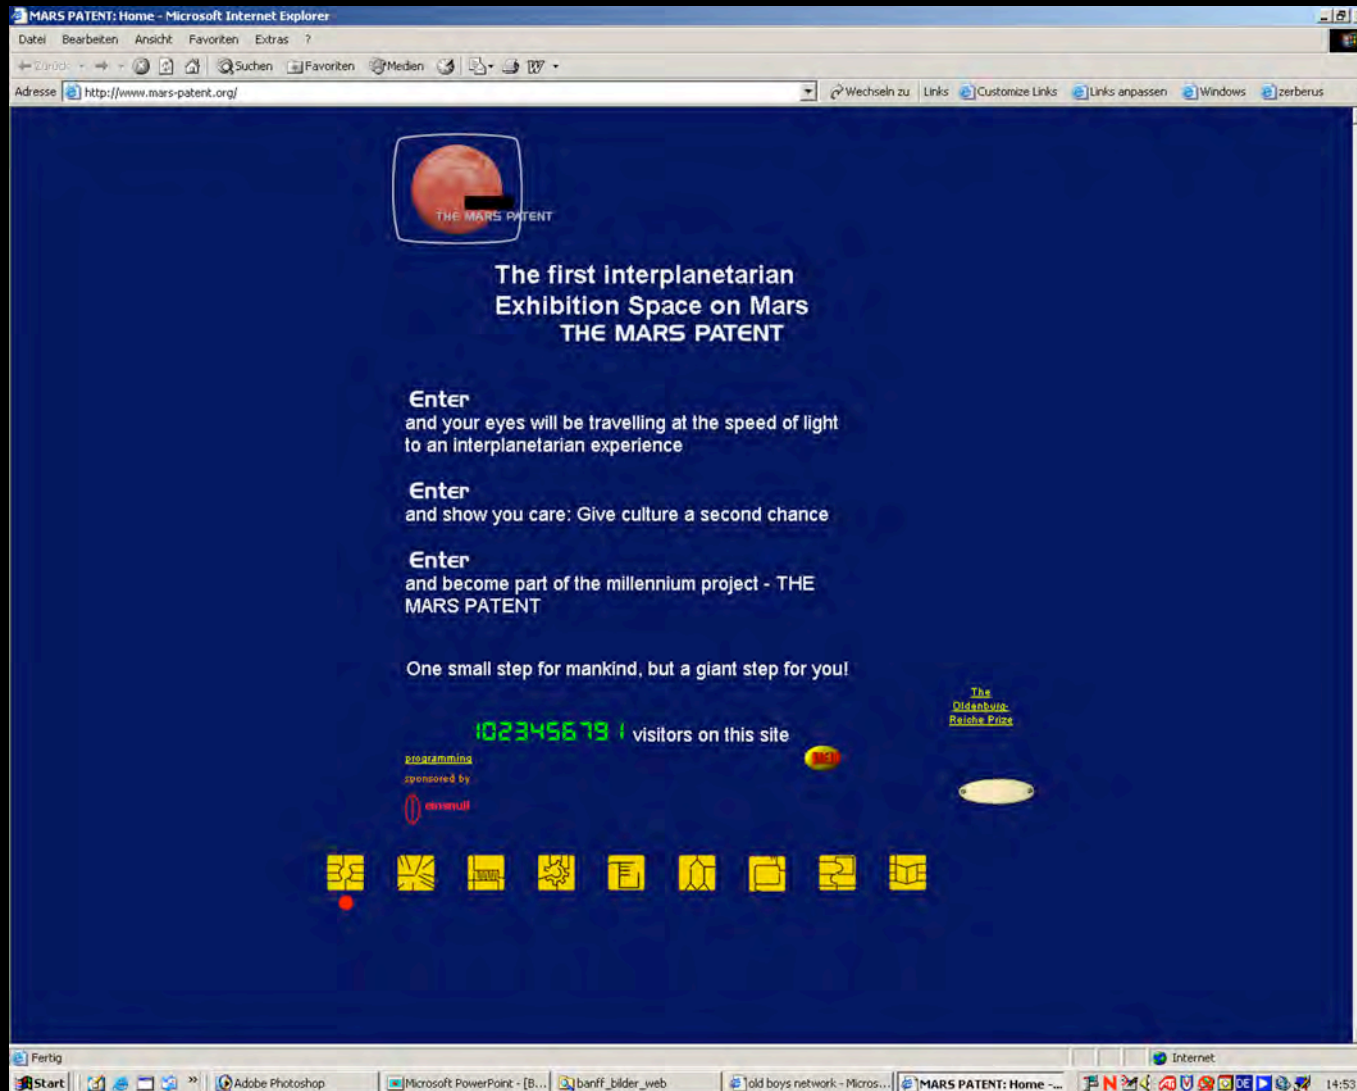 MARS PATENT: Home - Microsoft Internet Explorer
Datei Bearbeiten Ansicht Favoriten Extras ?
Zurück Suchen Favoriten Medien
Adresse http://www.mars-patent.org/ Wechseln zu Links Customize Links Links anpassen Windows zerberus
THE MARS PATENT
The first interplanetarian
Exhibition Space on Mars
THE MARS PATENT
Enter
and your eyes will be travelling at the speed of light
to an interplanetarian experience
Enter
and show you care: Give culture a second chance
Enter
and become part of the millennium project - THE
MARS PATENT
One small step for mankind, but a giant step for you!
The
Oldenburg-
Reiche Prize
1023456791 visitors on this site
programming
sponsored by
einsnull
Fertig Internet
Start Adobe Photoshop Microsoft PowerPoint - [B... banff_bilder_web old boys network - Micros... MARS PATENT: Home -... DE 14:53